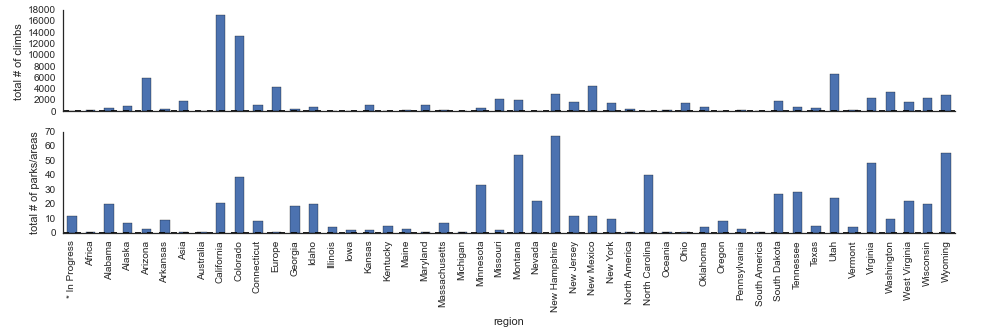 total # of climbs
18000
16000
14000
12000
10000
8000
6000
4000
2000
0
total # of parks/areas
70
60
50
40
30
20
10
0
* In Progress
Africa
Alabama
Alaska
Arizona
Arkansas
Asia
Australia
California
Colorado
Connecticut
Europe
Georgia
Idaho
Illinois
Iowa
Kansas
Kentucky
Maine
Maryland
Massachusetts
Michigan
Minnesota
Missouri
Montana
Nevada
New Hampshire
New Jersey
New Mexico
New York
North America
North Carolina
Oceania
Ohio
Oklahoma
Oregon
Pennsylvania
South America
South Dakota
Tennessee
Texas
Utah
Vermont
Virginia
Washington
West Virginia
Wisconsin
Wyoming
region